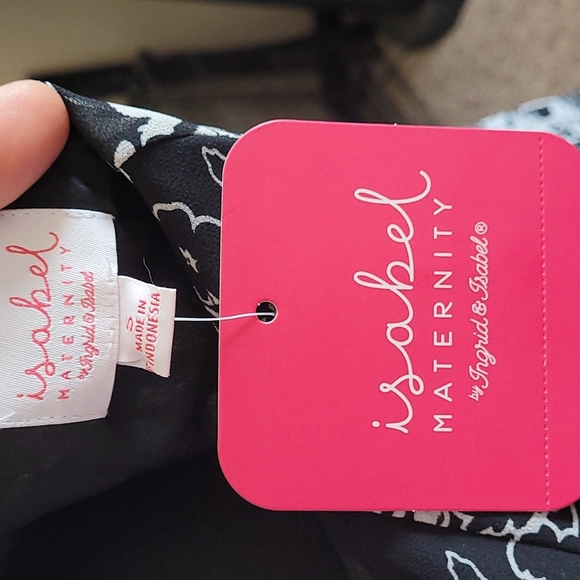 isabel
MATERNITY
by Ingrid & Isabel
S
MADE IN
INDONESIA
isabel
MATERNITY
by Ingrid & Isabel®